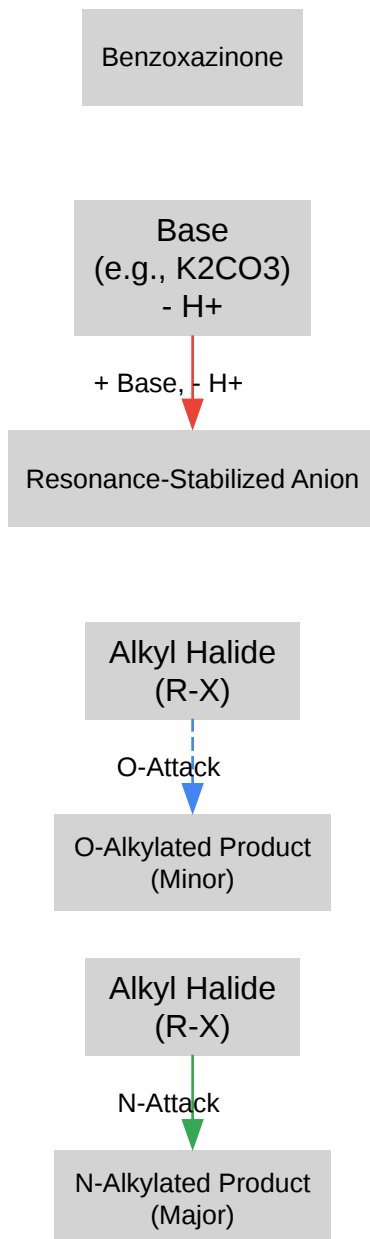 Benzoxazinone
Base
(e.g., K2CO3)
- H+
+ Base, - H+
Resonance-Stabilized Anion
Alkyl Halide
(R-X)
O-Attack
O-Alkylated Product
(Minor)
Alkyl Halide
(R-X)
N-Attack
N-Alkylated Product
(Major)